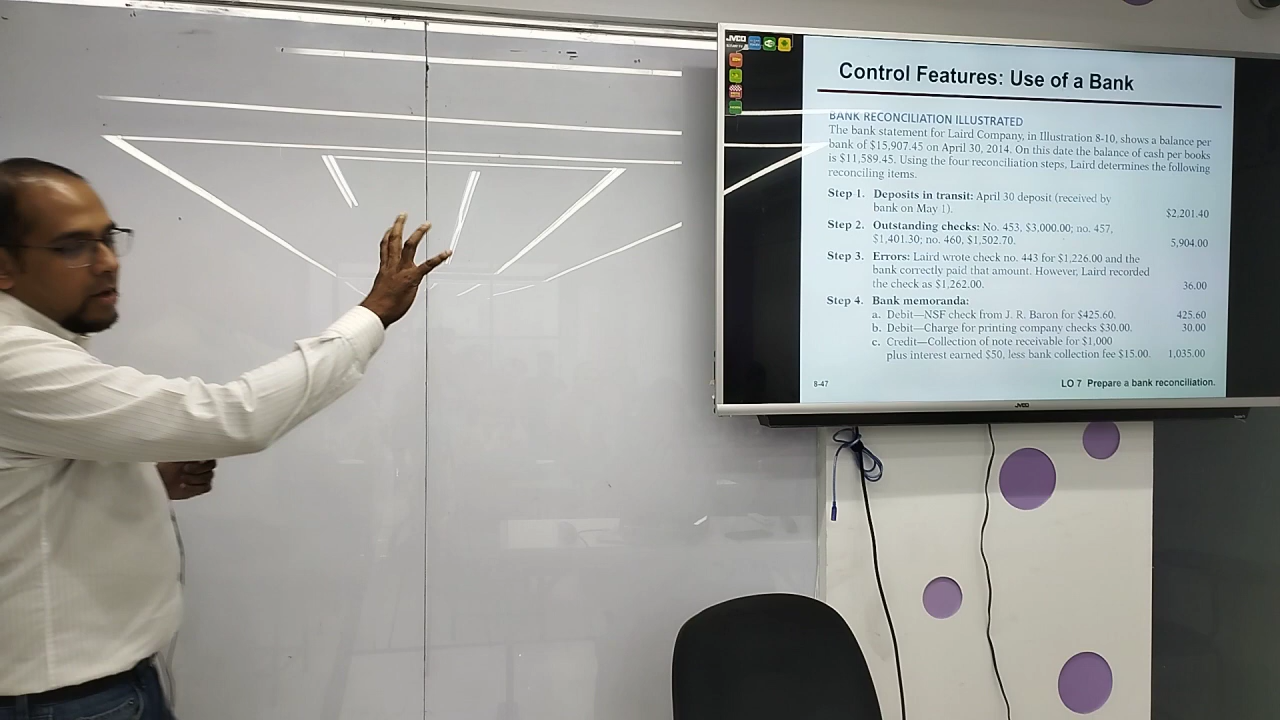 JVCO
Control Features: Use of a Bank
BANK RECONCILIATION ILLUSTRATED
The bank statement for Laird Company, in Illustration 8-10, shows a balance per
bank of $15,907.45 on April 30, 2014. On this date the balance of cash per books
is $11,589.45. Using the four reconciliation steps, Laird determines the following
reconciling items.
Step 1. Deposits in transit: April 30 deposit (received by
bank on May 1). $2,201.40
Step 2. Outstanding checks: No. 453, $3,000.00; no. 457,
$1,401.30; no. 460, $1,502.70. 5,904.00
Step 3. Errors: Laird wrote check no. 443 for $1,226.00 and the
bank correctly paid that amount. However, Laird recorded
the check as $1,262.00. 36.00
Step 4. Bank memoranda:
a. Debit—NSF check from J. R. Baron for $425.60. 425.60
b. Debit—Charge for printing company checks $30.00. 30.00
c. Credit—Collection of note receivable for $1,000
plus interest earned $50, less bank collection fee $15.00. 1,035.00
8-47 LO 7 Prepare a bank reconciliation.
JVCO